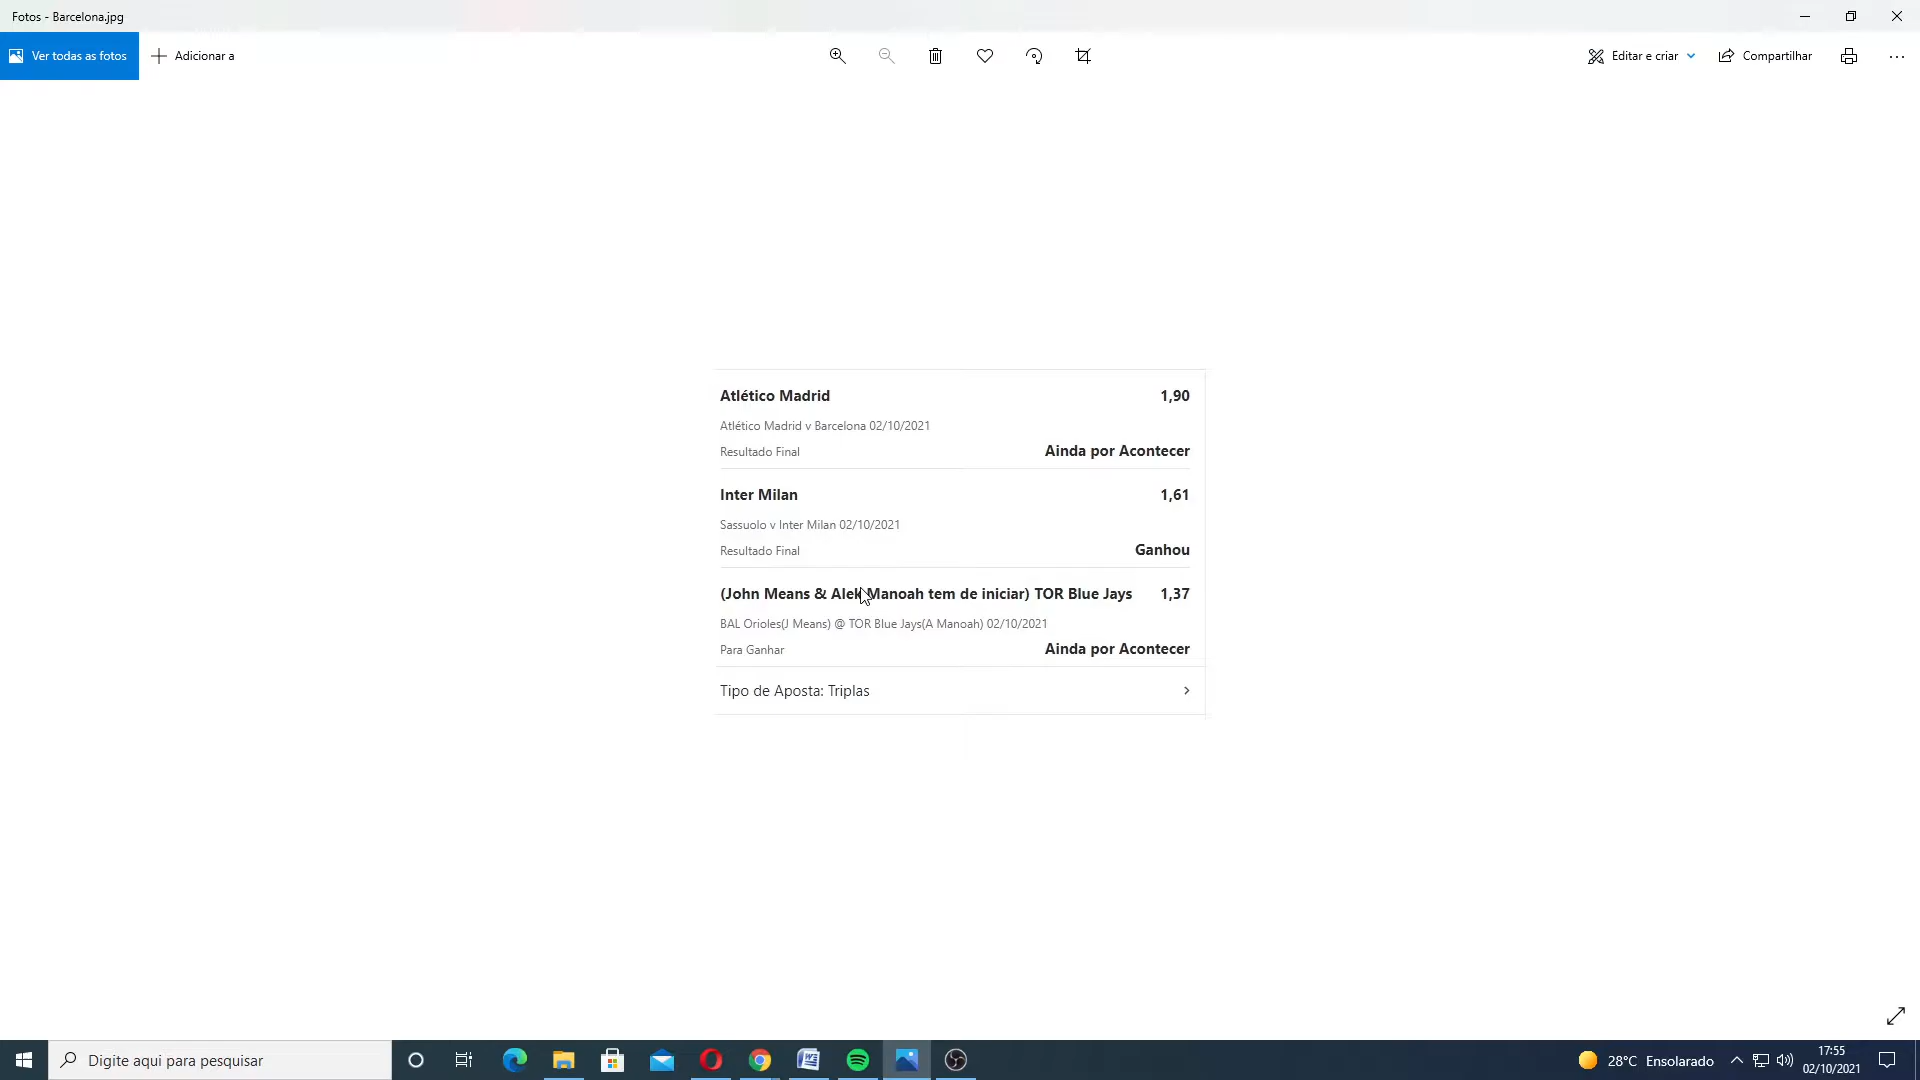 Fotos - Barcelona.jpg
Ver todas as fotos
Adicionar a
Editar e criar
Compartilhar
Atlético Madrid 1,90
Atlético Madrid v Barcelona 02/10/2021
Resultado Final Ainda por Acontecer
Inter Milan 1,61
Sassuolo v Inter Milan 02/10/2021
Resultado Final Ganhou
(John Means & Alek Manoah tem de iniciar) TOR Blue Jays 1,37
BAL Orioles(J Means) @ TOR Blue Jays(A Manoah) 02/10/2021
Para Ganhar Ainda por Acontecer
Tipo de Aposta: Triplas
Digite aqui para pesquisar
28°C Ensolarado
17:55
02/10/2021